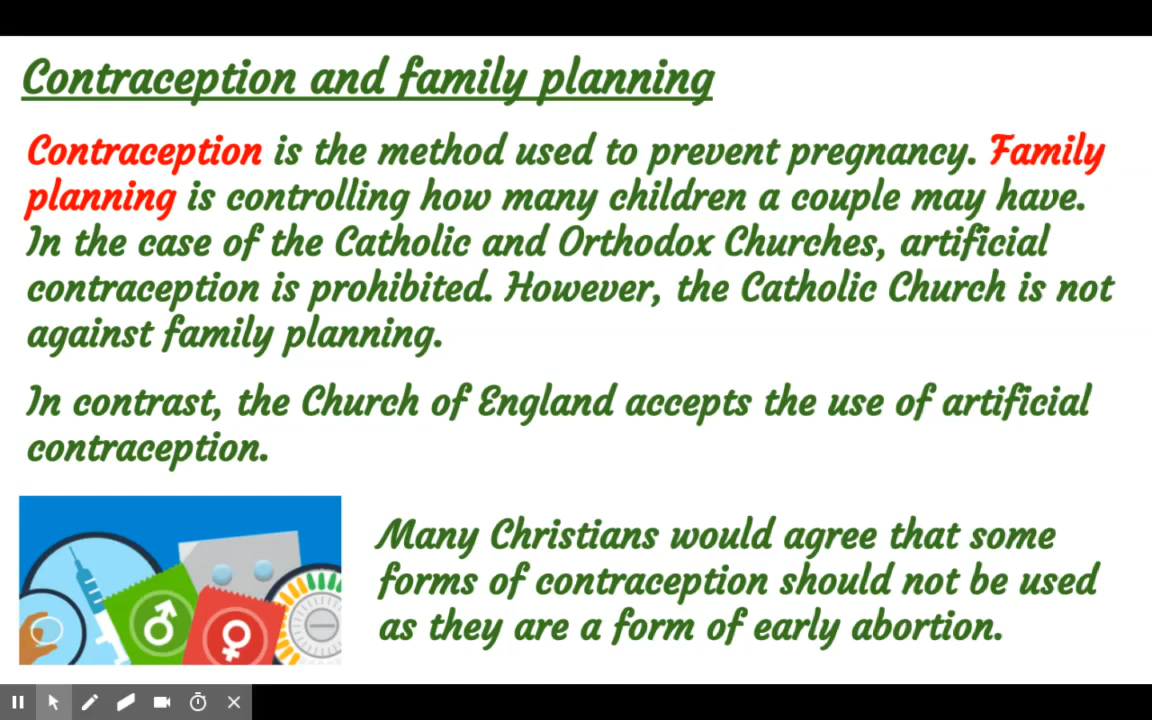 Contraception and family planning
Contraception is the method used to prevent pregnancy. Family
planning is controlling how many children a couple may have.
In the case of the Catholic and Orthodox Churches, artificial
contraception is prohibited. However, the Catholic Church is not
against family planning.
In contrast, the Church of England accepts the use of artificial
contraception.
Many Christians would agree that some
forms of contraception should not be used
as they are a form of early abortion.